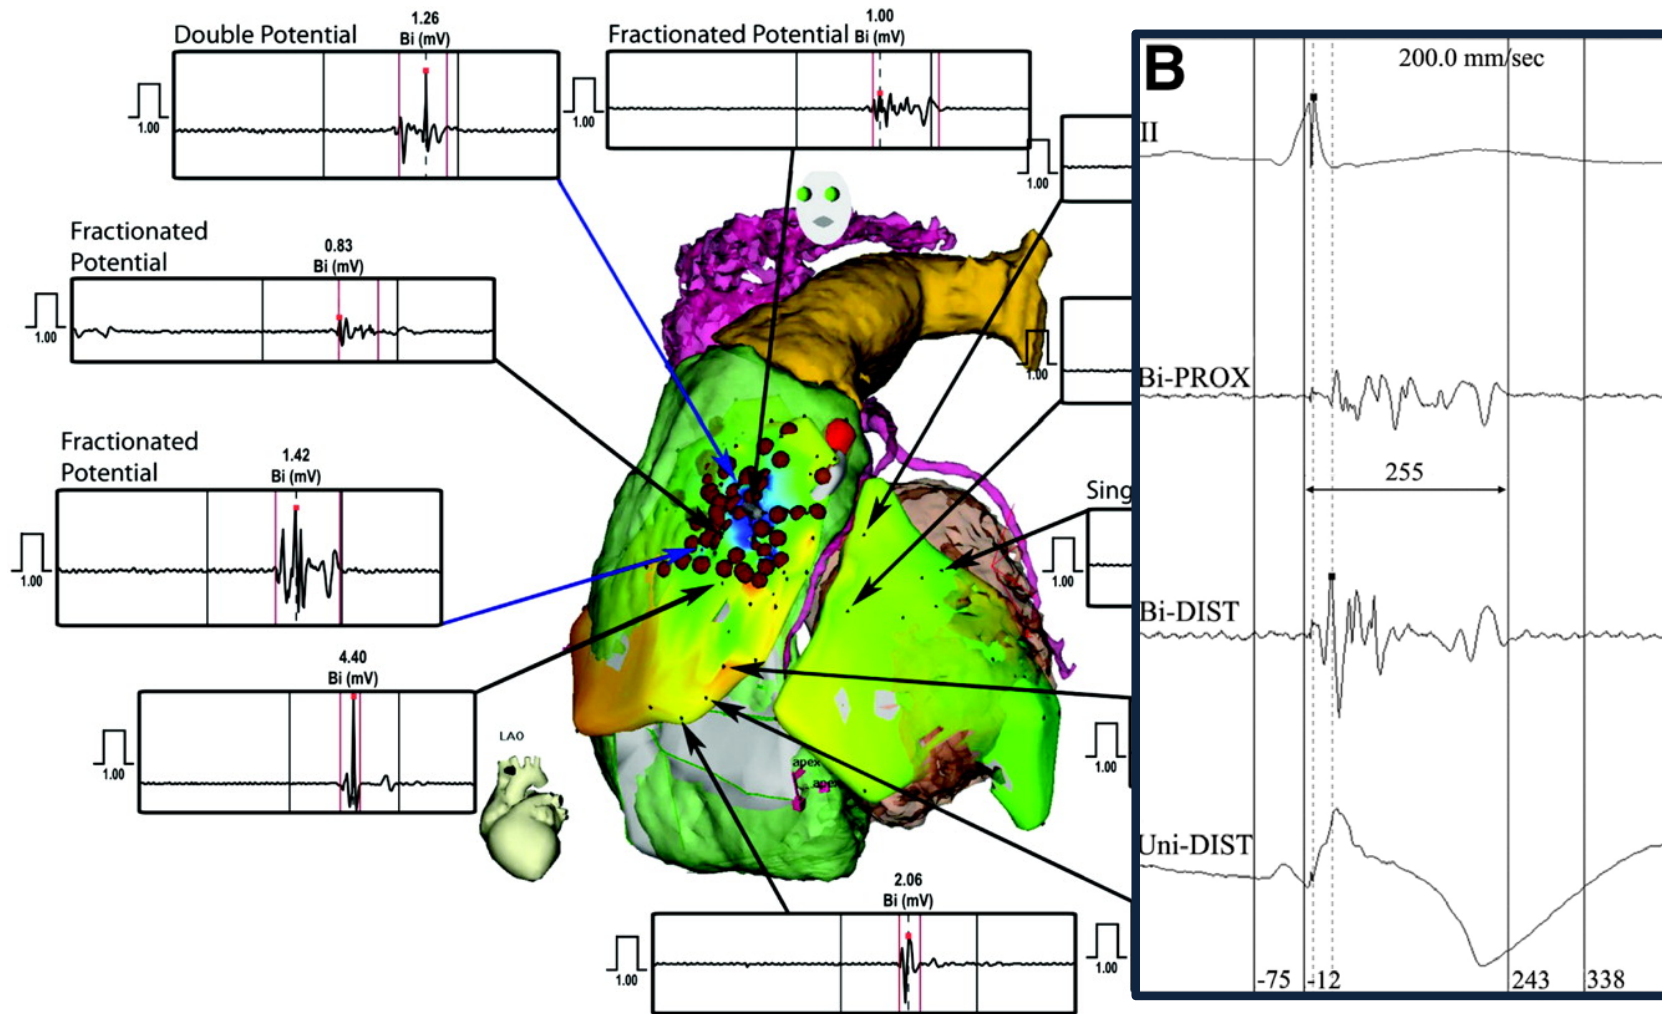 Double Potential
1.26
Bi (mV)
1.00
Fractionated Potential
1.00
Bi (mV)
1.00
1.00
Fractionated
Potential
0.83
Bi (mV)
1.00
1.00
Fractionated
Potential
1.42
Bi (mV)
1.00
Sing
1.00
4.40
Bi (mV)
1.00
LAO
apex
apex
1.00
2.06
Bi (mV)
1.00
1.00
B
200.0 mm/sec
II
Bi-PROX
255
Bi-DIST
Uni-DIST
-75
-12
243
338